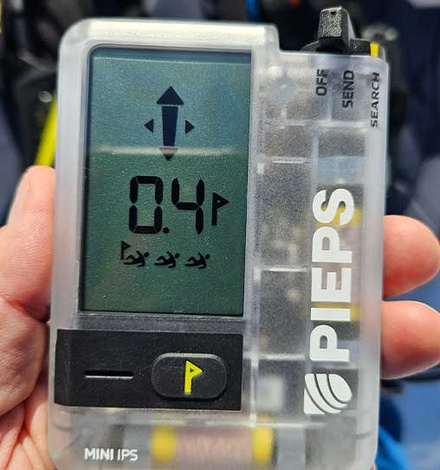 OFF
SEND
SEARCH
0.4
PIEPS
MINI IPS